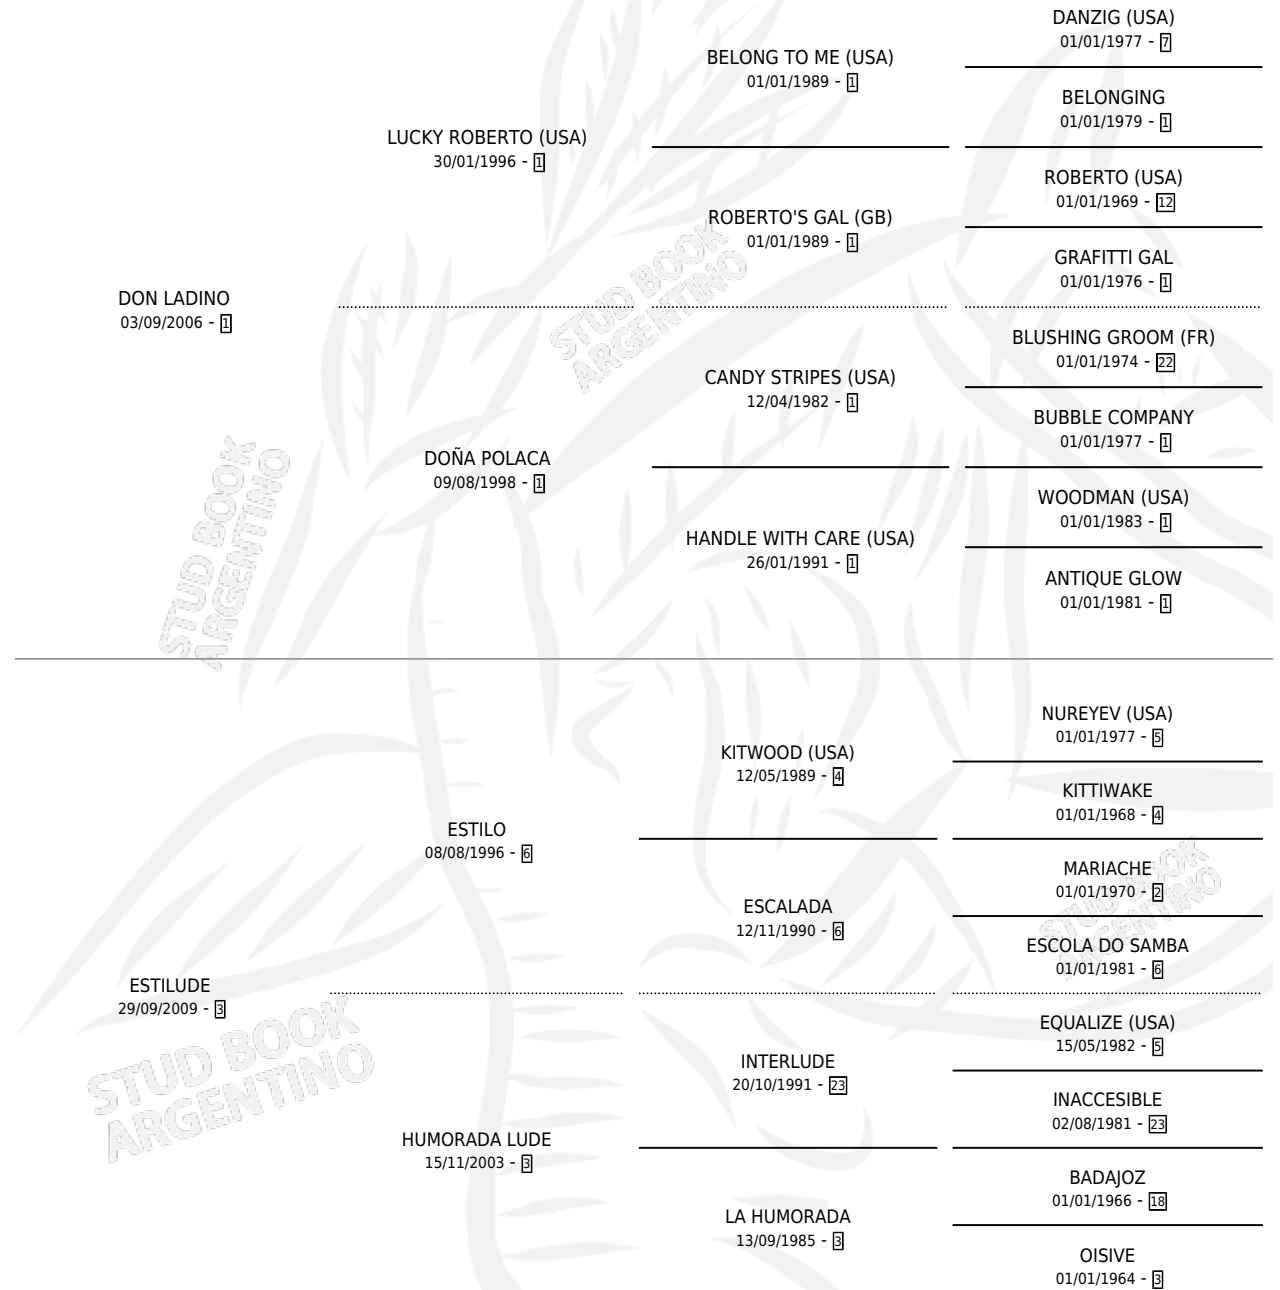 DANZIG (USA)
01/01/1977 - 7
BELONG TO ME (USA)
01/01/1989 - 1
BELONGING
01/01/1979 - 1
LUCKY ROBERTO (USA)
30/01/1996 - 1
ROBERTO (USA)
01/01/1969 - 12
ROBERTO'S GAL (GB)
01/01/1989 - 1
GRAFITTI GAL
01/01/1976 - 1
DON LADINO
03/09/2006 - 1
BLUSHING GROOM (FR)
01/01/1974 - 22
CANDY STRIPES (USA)
12/04/1982 - 1
BUBBLE COMPANY
01/01/1977 - 1
DOÑA POLACA
09/08/1998 - 1
WOODMAN (USA)
01/01/1983 - 1
HANDLE WITH CARE (USA)
26/01/1991 - 1
ANTIQUE GLOW
01/01/1981 - 1
STUD BOOK
ARGENTINO
STUD BOOK
ARGENTINO
NUREYEV (USA)
01/01/1977 - 5
KITWOOD (USA)
12/05/1989 - 4
KITTIWAKE
01/01/1968 - 4
ESTILO
08/08/1996 - 6
MARIACHE
01/01/1970 - 2
ESCALADA
12/11/1990 - 6
ESCOLA DO SAMBA
01/01/1981 - 6
STUD BOOK
ARGENTINO
ESTILUDE
29/09/2009 - 3
EQUALIZE (USA)
15/05/1982 - 5
INTERLUDE
20/10/1991 - 23
INACCESIBLE
02/08/1981 - 23
STUD BOOK
ARGENTINO
HUMORADA LUDE
15/11/2003 - 3
BADAJOZ
01/01/1966 - 18
LA HUMORADA
13/09/1985 - 3
OISIVE
01/01/1964 - 3